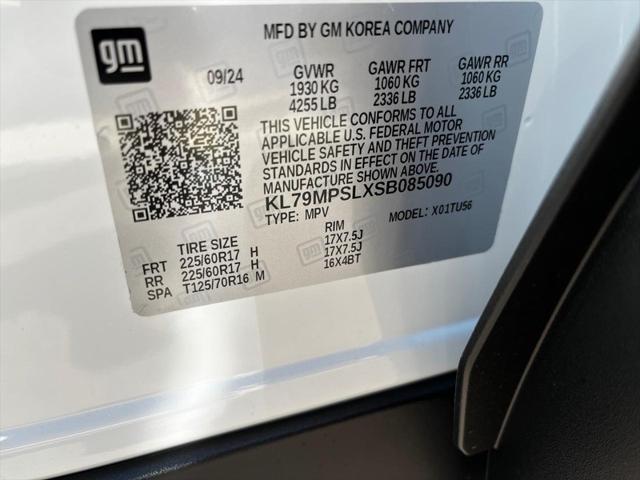 gm
MFD BY GM KOREA COMPANY
09/24 GVWR GAWR FRT GAWR RR
1930 KG 1060 KG 1060 KG
4255 LB 2336 LB 2336 LB
THIS VEHICLE CONFORMS TO ALL
APPLICABLE U.S. FEDERAL MOTOR
VEHICLE SAFETY AND THEFT PREVENTION
STANDARDS IN EFFECT ON THE DATE OF
MANUFACTURE SHOWN ABOVE.
KL79MPSLXSB085090
TYPE: MPV MODEL: X01TU56
TIRE SIZE RIM
FRT 225/60R17 H 17X7.5J
RR 225/60R17 H 17X7.5J
SPA T125/70R16 M 16X4BT